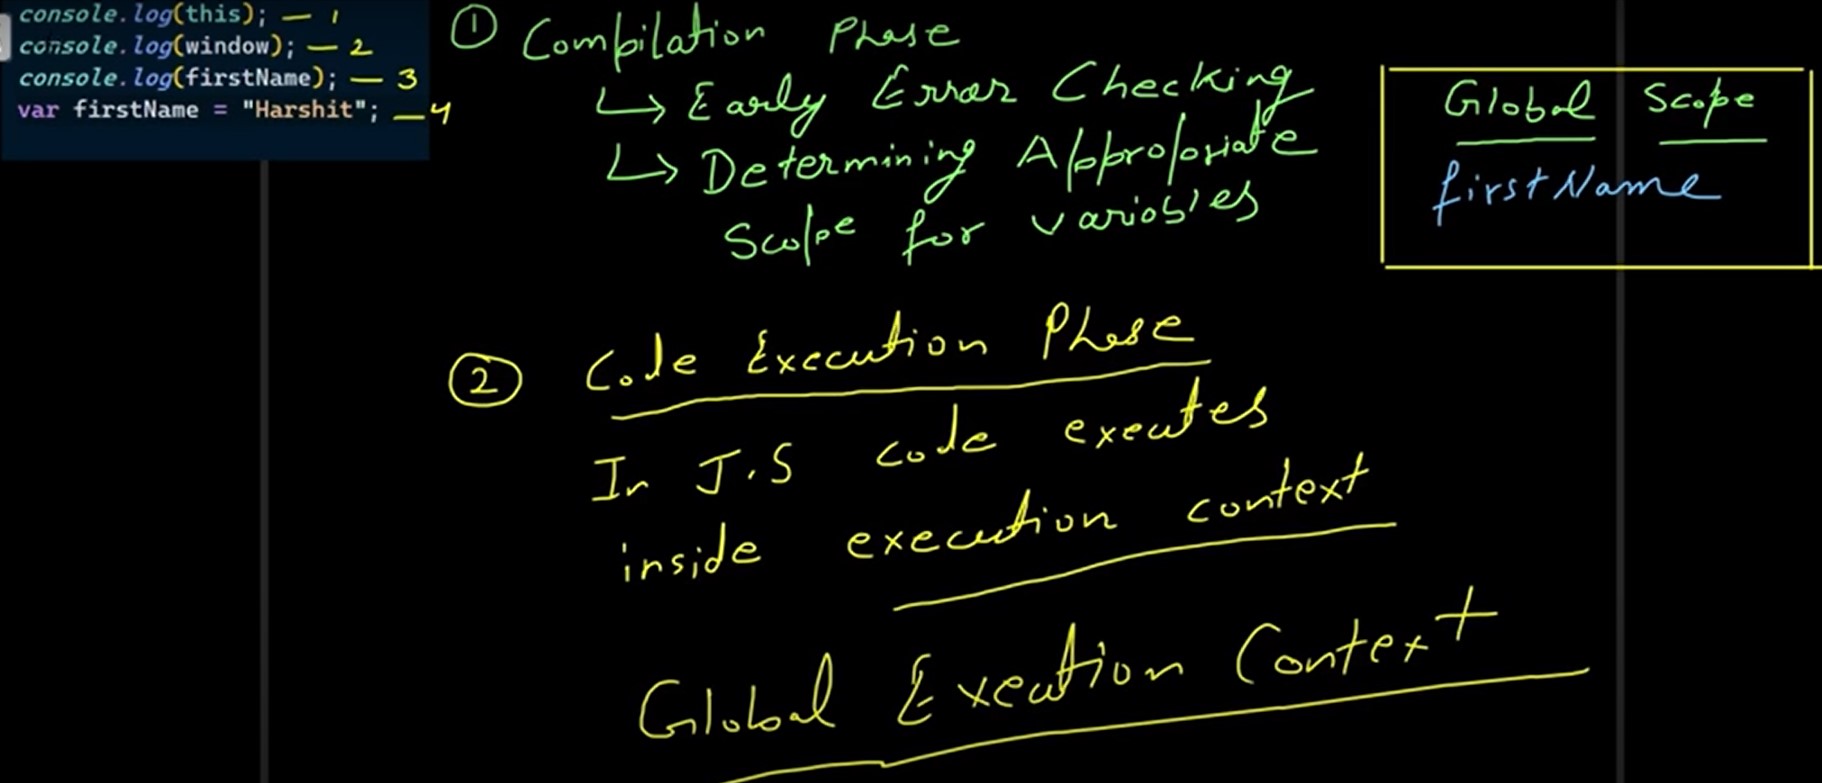 console.log(this); — 1
console.log(window); — 2
console.log(firstName); — 3
var firstName = "Harshit"; — 4
① Compilation Phase
↳ Early Error Checking
↳ Determining Appropriate
Scope for variables
Global Scope
firstName
② Code Execution Phase
In J.S code executes
inside execution context
Global Execution Context